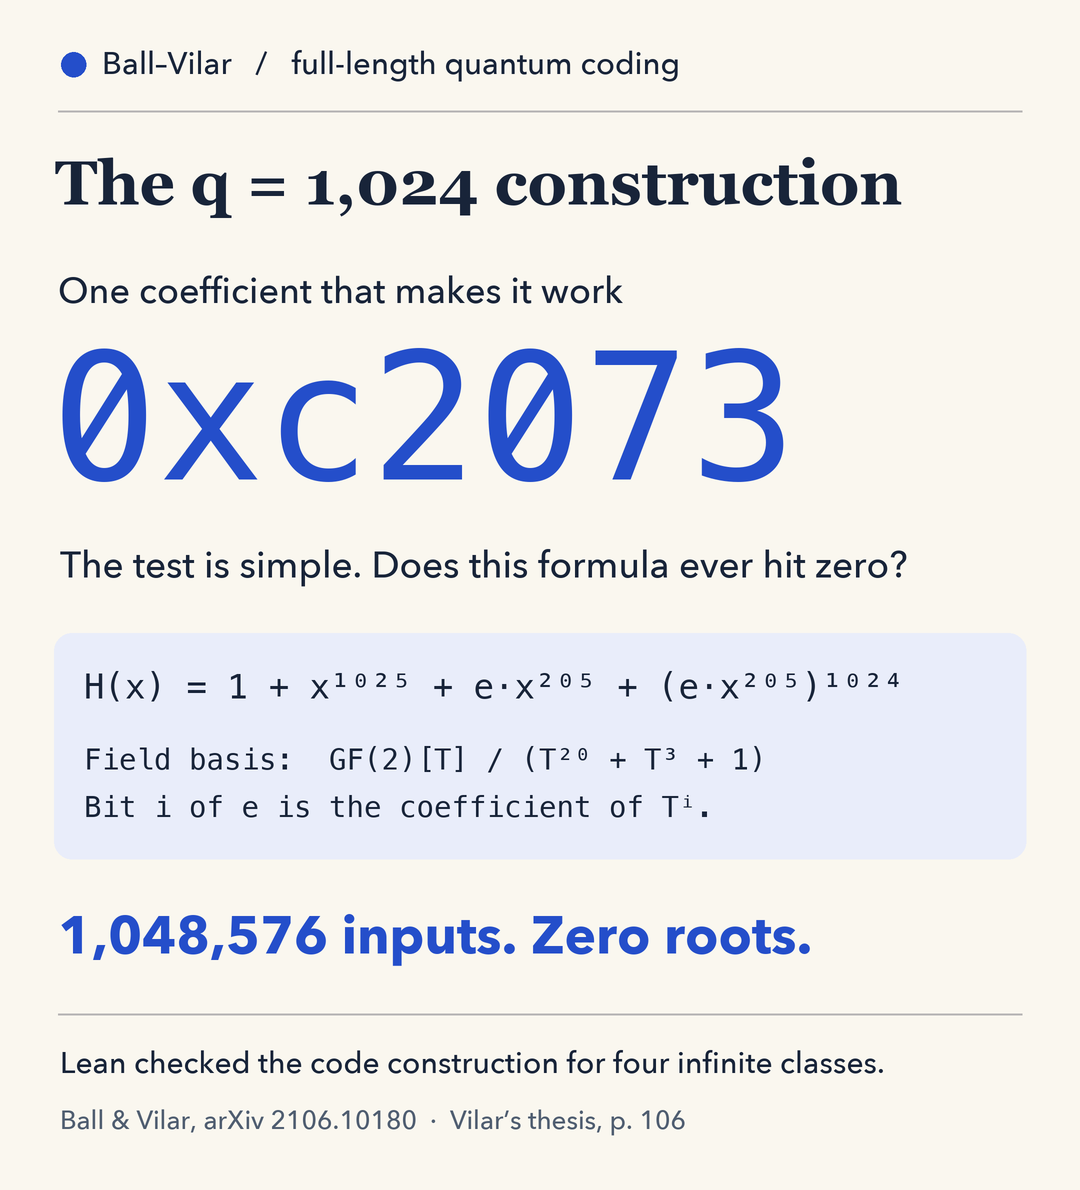 Ball–Vilar / full-length quantum coding
The q = 1,024 construction
One coefficient that makes it work
0xc2073
The test is simple. Does this formula ever hit zero?
H(x) = 1 + x¹⁰²⁵ + e·x²⁰⁵ + (e·x²⁰⁵)¹⁰²⁴
Field basis: GF(2)[T] / (T²⁰ + T³ + 1)
Bit i of e is the coefficient of Tⁱ.
1,048,576 inputs. Zero roots.
Lean checked the code construction for four infinite classes.
Ball & Vilar, arXiv 2106.10180 · Vilar’s thesis, p. 106